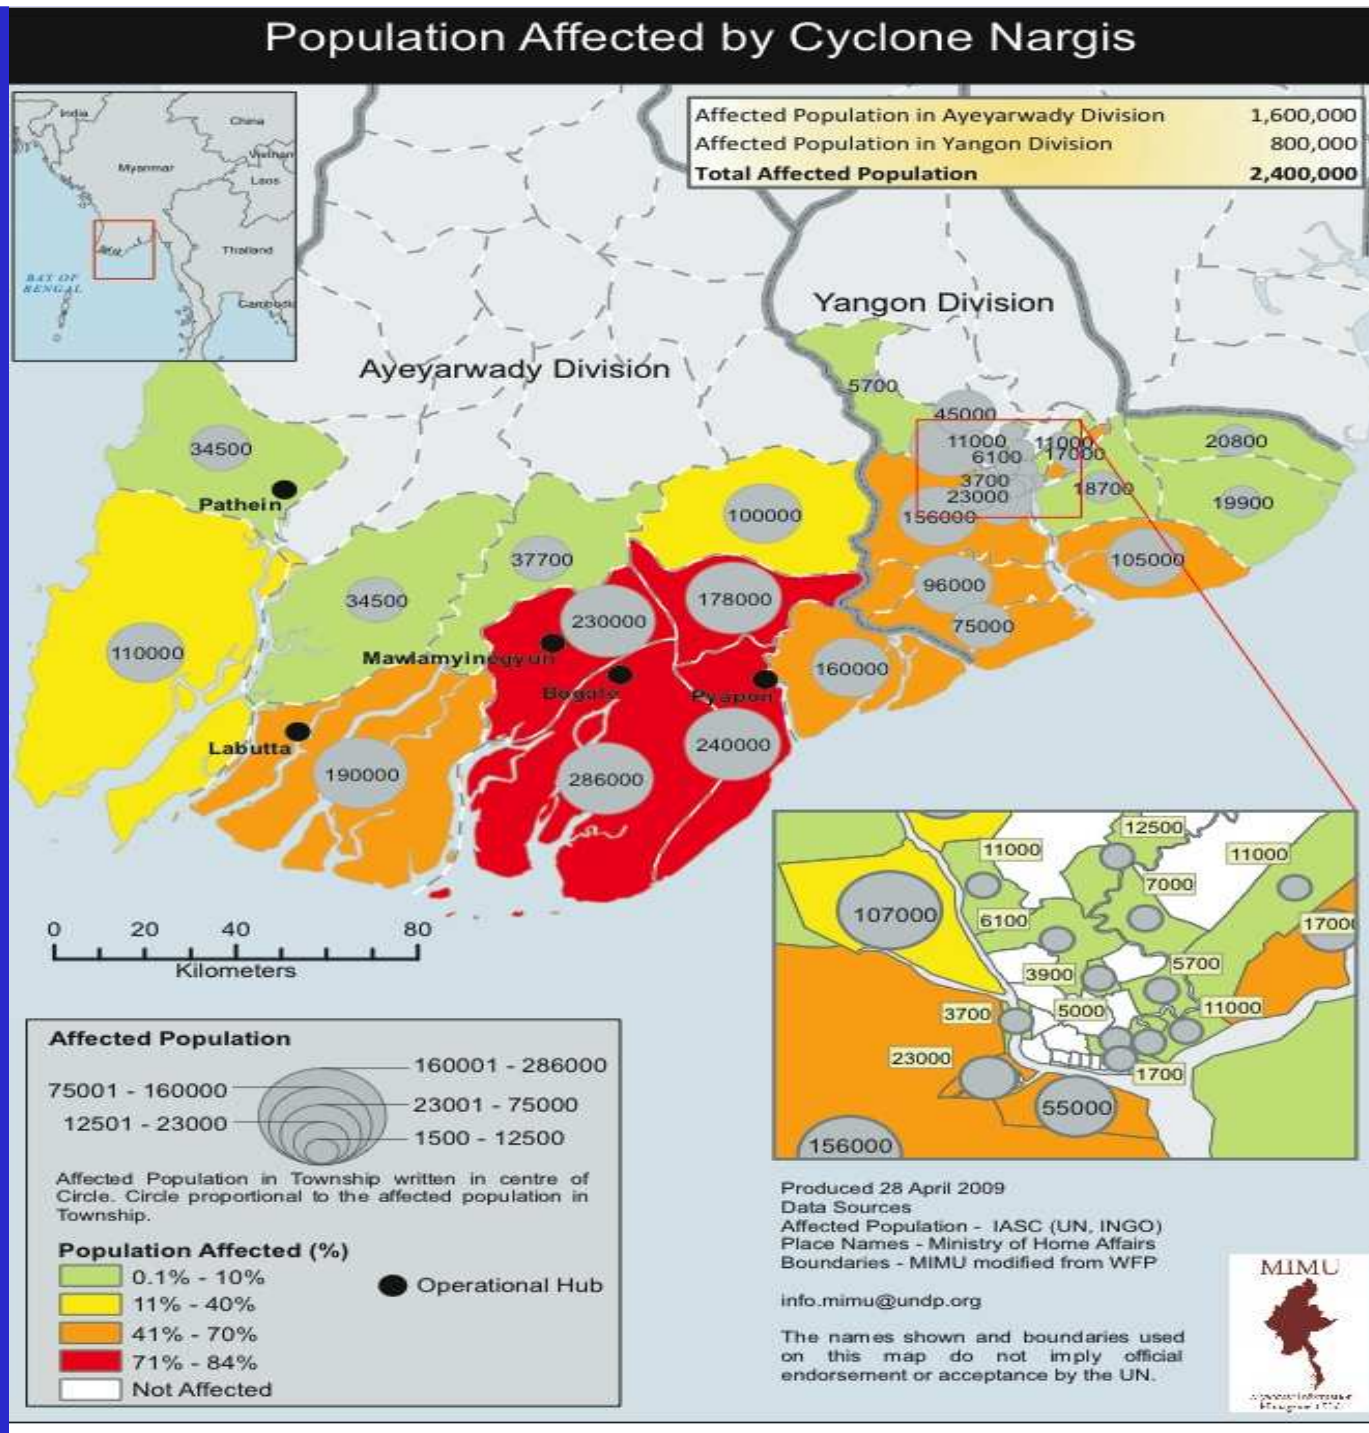 Population Affected by Cyclone Nargis
India
China
Myanmar
Vietnam
Laos
Thailand
BAY OF
BENGAL
Cambodi
Affected Population in Ayeyarwady Division 1,600,000
Affected Population in Yangon Division 800,000
Total Affected Population 2,400,000
Yangon Division
Ayeyarwady Division
5700
45000
34500
11000
11000
20800
6100
17000
Pathein
3700
18700
23000
19900
100000
156000
37700
105000
34500
178000
96000
230000
75000
110000
Mawlamyinegyun
160000
Bogale
Pyapon
Labutta
190000
286000
240000
12500
11000
11000
7000
107000
6100
1700
3900
5700
3700
5000
11000
23000
1700
55000
156000
0 20 40 80
Kilometers
Affected Population
160001 - 286000
75001 - 160000
23001 - 75000
12501 - 23000
1500 - 12500
Affected Population in Township written in centre of
Circle. Circle proportional to the affected population in
Township.
Population Affected (%)
0.1% - 10%
11% - 40%
41% - 70%
71% - 84%
Not Affected
Operational Hub
Produced 28 April 2009
Data Sources
Affected Population - IASC (UN, INGO)
Place Names - Ministry of Home Affairs
Boundaries - MIMU modified from WFP
info.mimu@undp.org
The names shown and boundaries used
on this map do not imply official
endorsement or acceptance by the UN.
MIMU